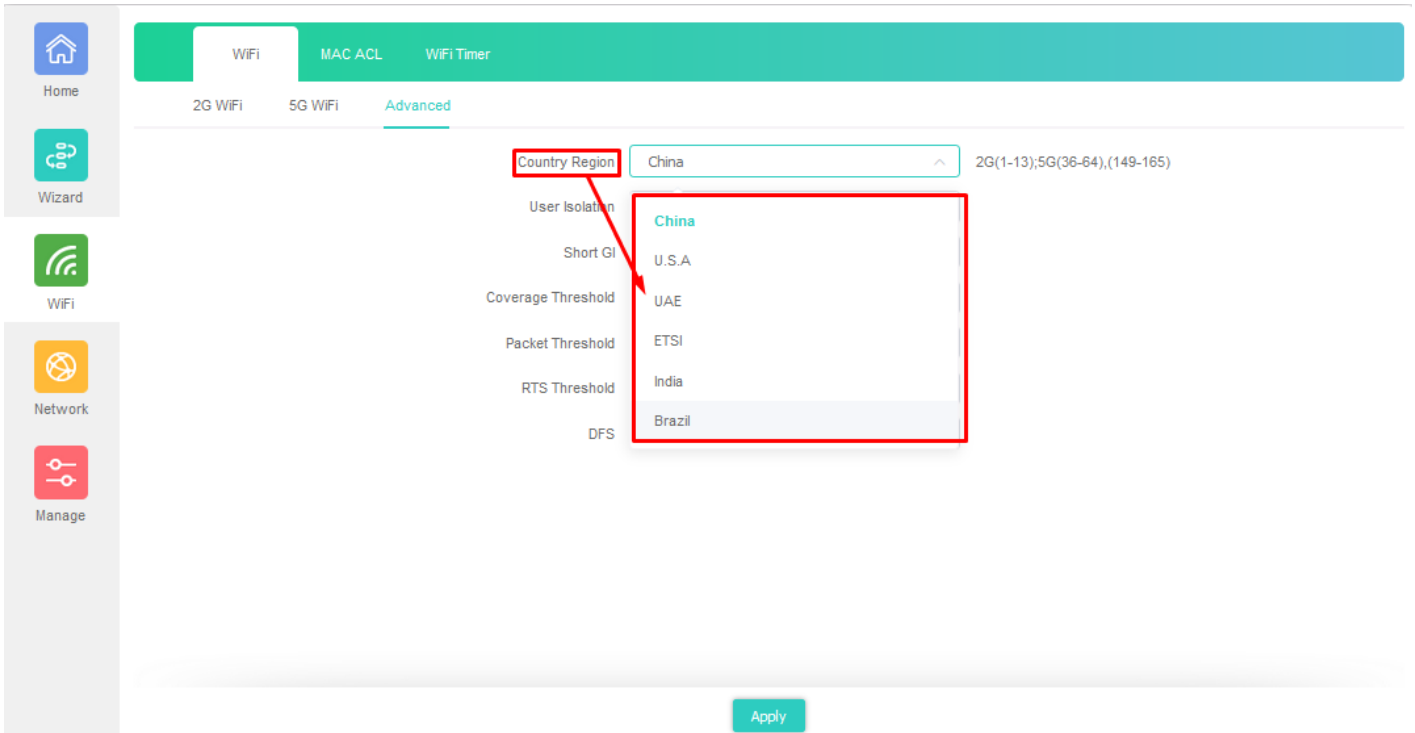 Home
Wizard
WiFi
Network
Manage
WiFi MAC ACL WiFi Timer
2G WiFi 5G WiFi Advanced
Country Region China 2G(1-13);5G(36-64),(149-165)
User Isolation
China
Short GI
U.S.A
Coverage Threshold
UAE
Packet Threshold
ETSI
RTS Threshold
India
DFS
Brazil
Apply